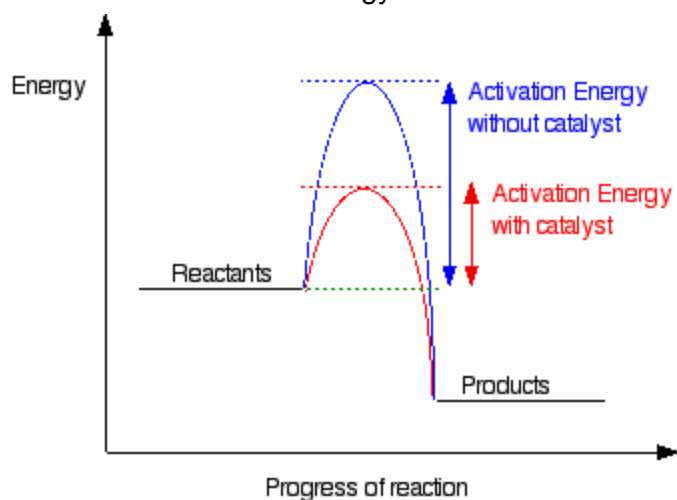 Energy
Activation Energy
without catalyst
Activation Energy
with catalyst
Reactants
Products
Progress of reaction